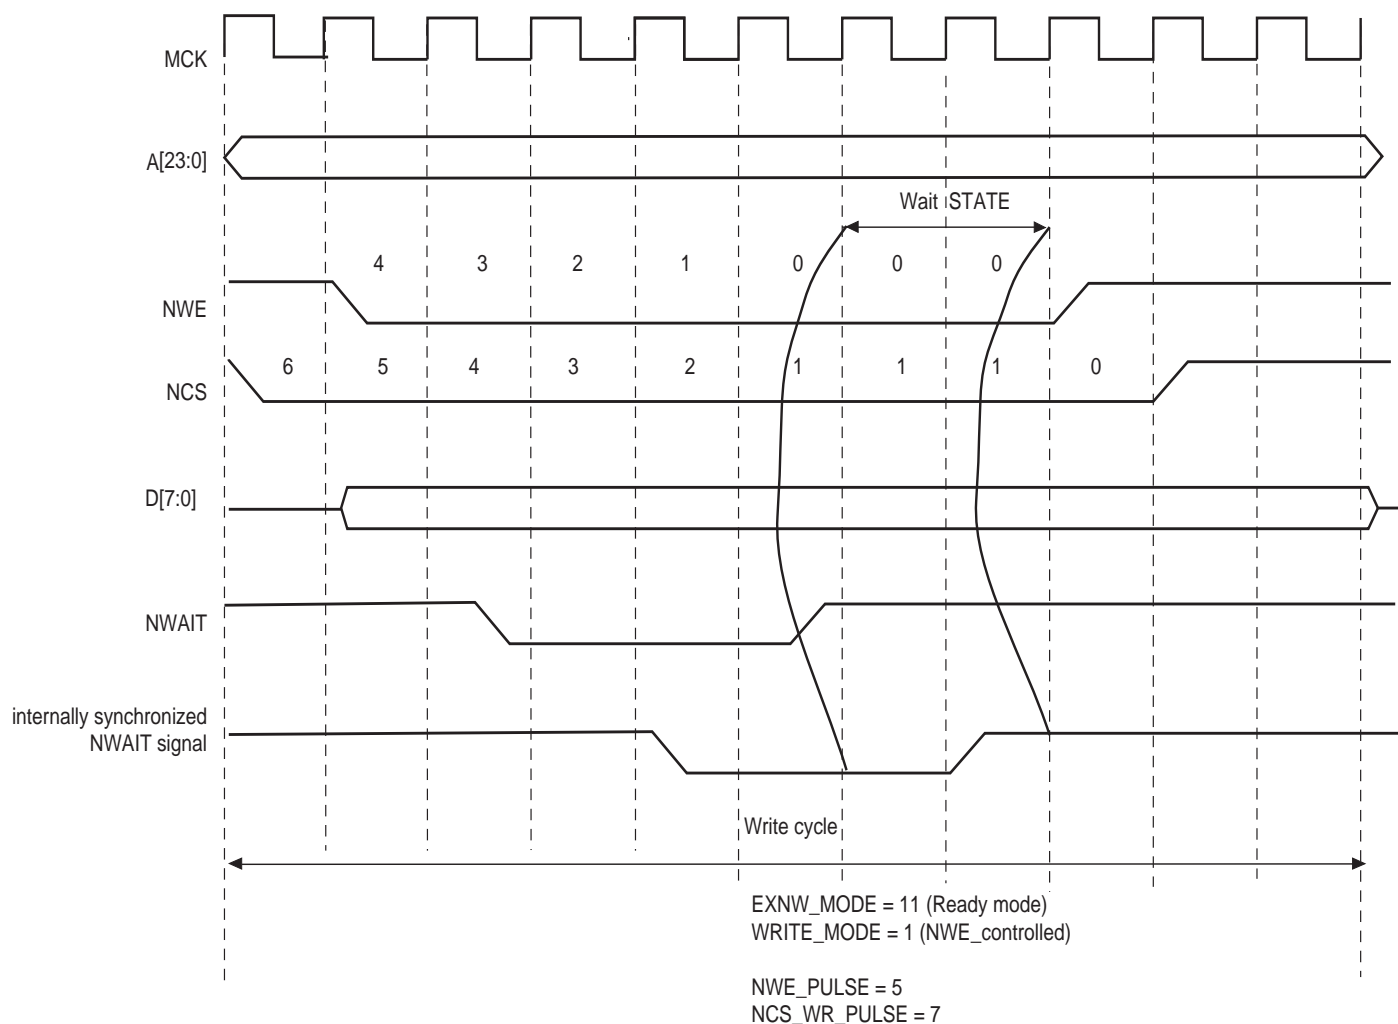 MCK
A[23:0]
Wait STATE
4 3 2 1 0 0 0
NWE
6 5 4 3 2 1 1 1 0
NCS
D[7:0]
NWAIT
internally synchronized
NWAIT signal
Write cycle
EXNW_MODE = 11 (Ready mode)
WRITE_MODE = 1 (NWE_controlled)
NWE_PULSE = 5
NCS_WR_PULSE = 7